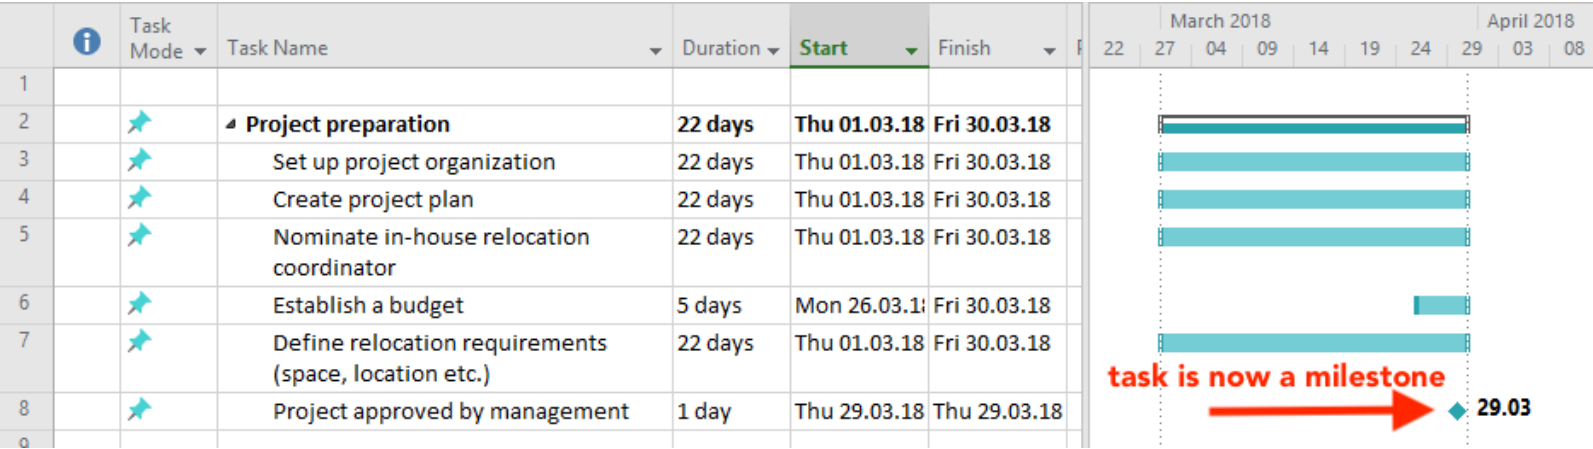 Task Mode Task Name Duration Start Finish March 2018 April 2018
22 27 04 09 14 19 24 29 03 08
1
2 Project preparation 22 days Thu 01.03.18 Fri 30.03.18
3 Set up project organization 22 days Thu 01.03.18 Fri 30.03.18
4 Create project plan 22 days Thu 01.03.18 Fri 30.03.18
5 Nominate in-house relocation coordinator 22 days Thu 01.03.18 Fri 30.03.18
6 Establish a budget 5 days Mon 26.03.1 Fri 30.03.18
7 Define relocation requirements (space, location etc.) 22 days Thu 01.03.18 Fri 30.03.18
task is now a milestone
8 Project approved by management 1 day Thu 29.03.18 Thu 29.03.18 29.03
9